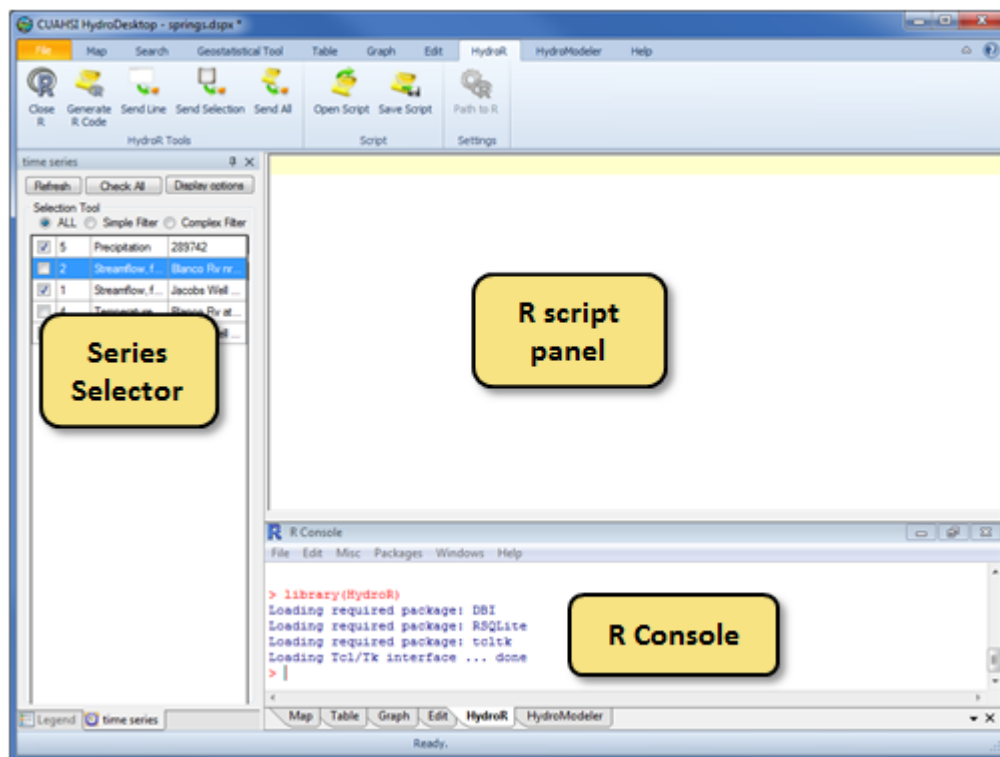 CUAHSI HydroDesktop - springs.dspx *
File Map Search Geostatistical Tool Table Graph Edit HydroR HydroModeler Help
Close R Generate R Code Send Line Send Selection Send All Open Script Save Script Path to R
HydroR Tools Script Settings
time series
Refresh Check All Display options
Selection Tool
ALL Simple Filter Complex Filter
5 Precipitation 289742
2 Streamflow, f... Blanco Rv nr...
1 Streamflow, f... Jacobs Well ...
4 Temperature Blanco Rv at...
Series
Selector
R script
panel
R Console
File Edit Misc Packages Windows Help
> library(HydroR)
Loading required package: DBI
Loading required package: RSQLite
Loading required package: tcltk
Loading Tcl/Tk interface ... done
>
R Console
Legend time series
Map Table Graph Edit HydroR HydroModeler
Ready.